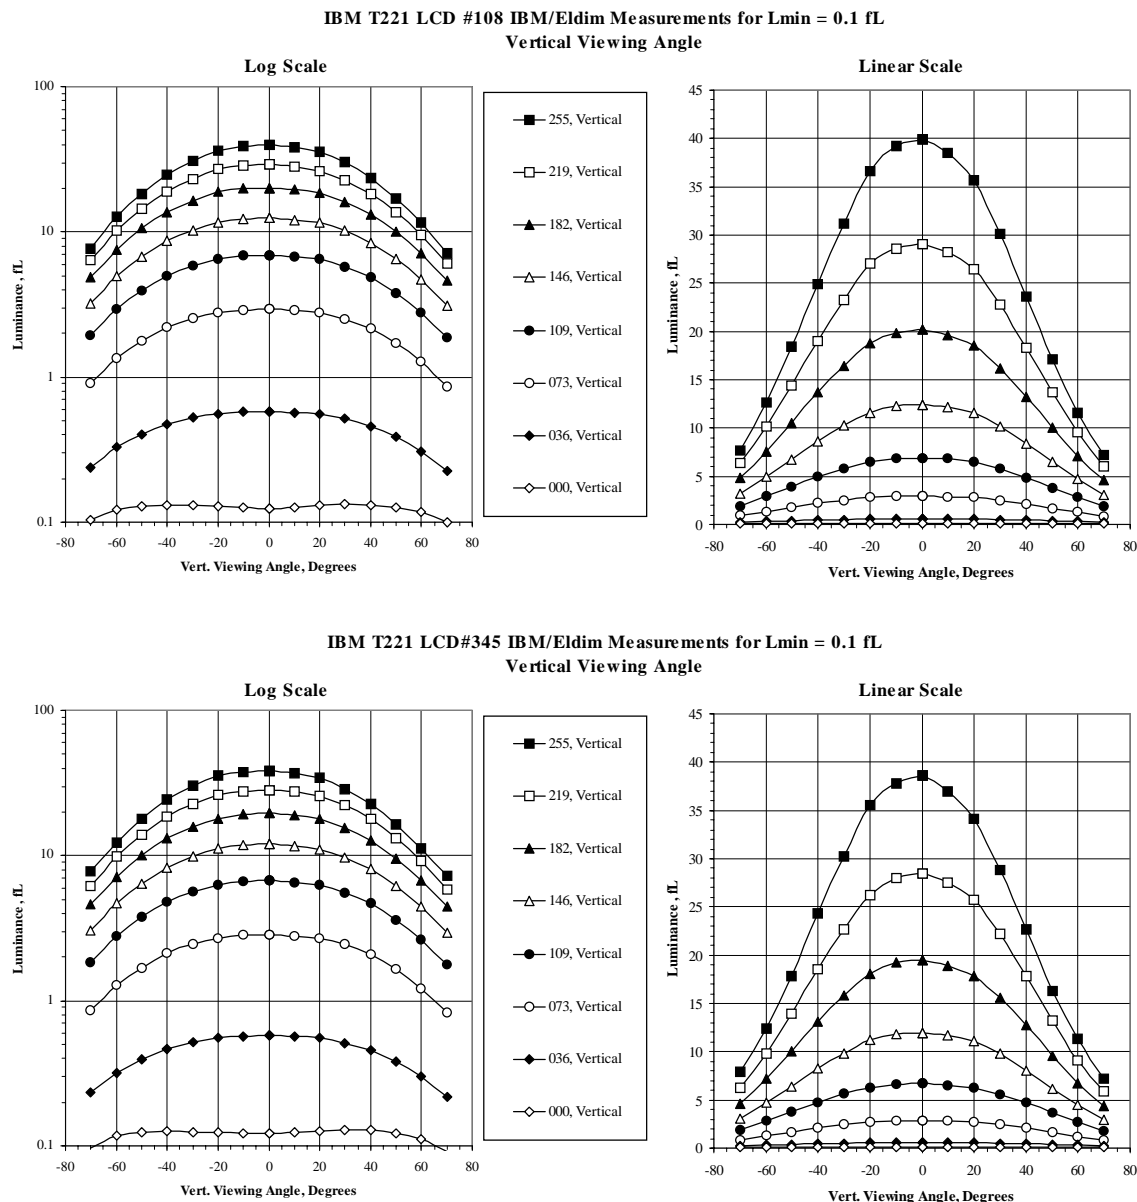 IBM T221 LCD #108 IBM/Eldim Measurements for Lmin = 0.1 fL
Vertical Viewing Angle
Log Scale
100
10
1
0.1
Luminance, fL
-80 -60 -40 -20 0 20 40 60 80
Vert. Viewing Angle, Degrees
255, Vertical
219, Vertical
182, Vertical
146, Vertical
109, Vertical
073, Vertical
036, Vertical
000, Vertical
Linear Scale
45
40
35
30
25
20
15
10
5
0
Luminance, fL
-80 -60 -40 -20 0 20 40 60 80
Vert. Viewing Angle, Degrees
IBM T221 LCD#345 IBM/Eldim Measurements for Lmin = 0.1 fL
Vertical Viewing Angle
Log Scale
100
10
1
0.1
Luminance, fL
-80 -60 -40 -20 0 20 40 60 80
Vert. Viewing Angle, Degrees
255, Vertical
219, Vertical
182, Vertical
146, Vertical
109, Vertical
073, Vertical
036, Vertical
000, Vertical
Linear Scale
45
40
35
30
25
20
15
10
5
0
Luminance, fL
-80 -60 -40 -20 0 20 40 60 80
Vert. Viewing Angle, Degrees